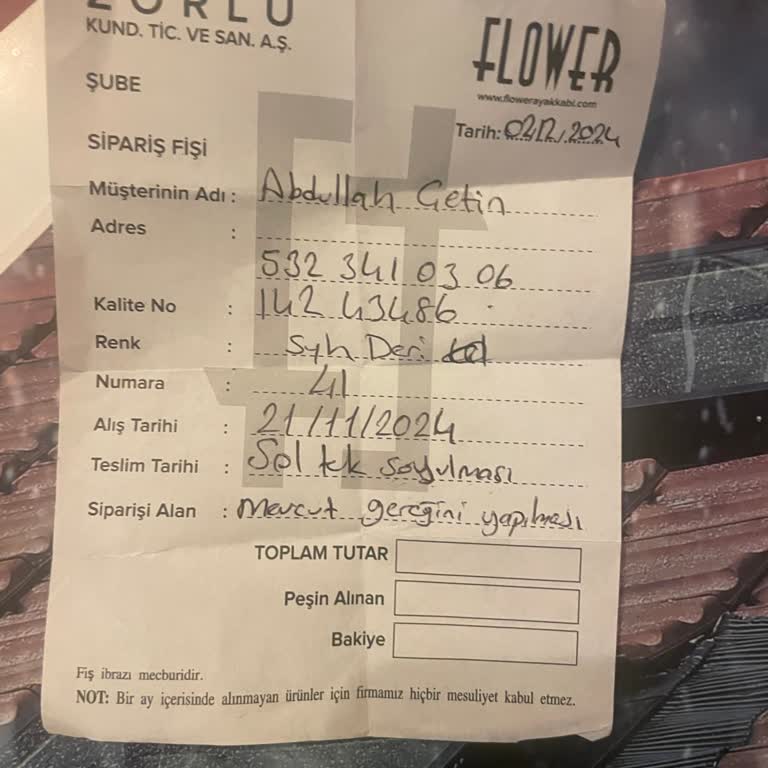 ZORLU
KUND. TİC. VE SAN. A.Ş.
FLOWER
www.flowerayakkabi.com
ŞUBE
Tarih: 02.12.2024
SİPARİŞ FİŞİ
Müşterinin Adı : Abdullah Çetin
Adres :
532 341 03 06
Kalite No : 142 43486
Renk : Syh Deri
Numara : 41
Alış Tarihi : 21/11/2024
Teslim Tarihi : Sol tek soyulması
Siparişi Alan : Mevcut gereğini yapılması
TOPLAM TUTAR
Peşin Alınan
Bakiye
Fiş ibrazı mecburidir.
NOT: Bir ay içerisinde alınmayan ürünler için firmamız hiçbir mesuliyet kabul etmez.